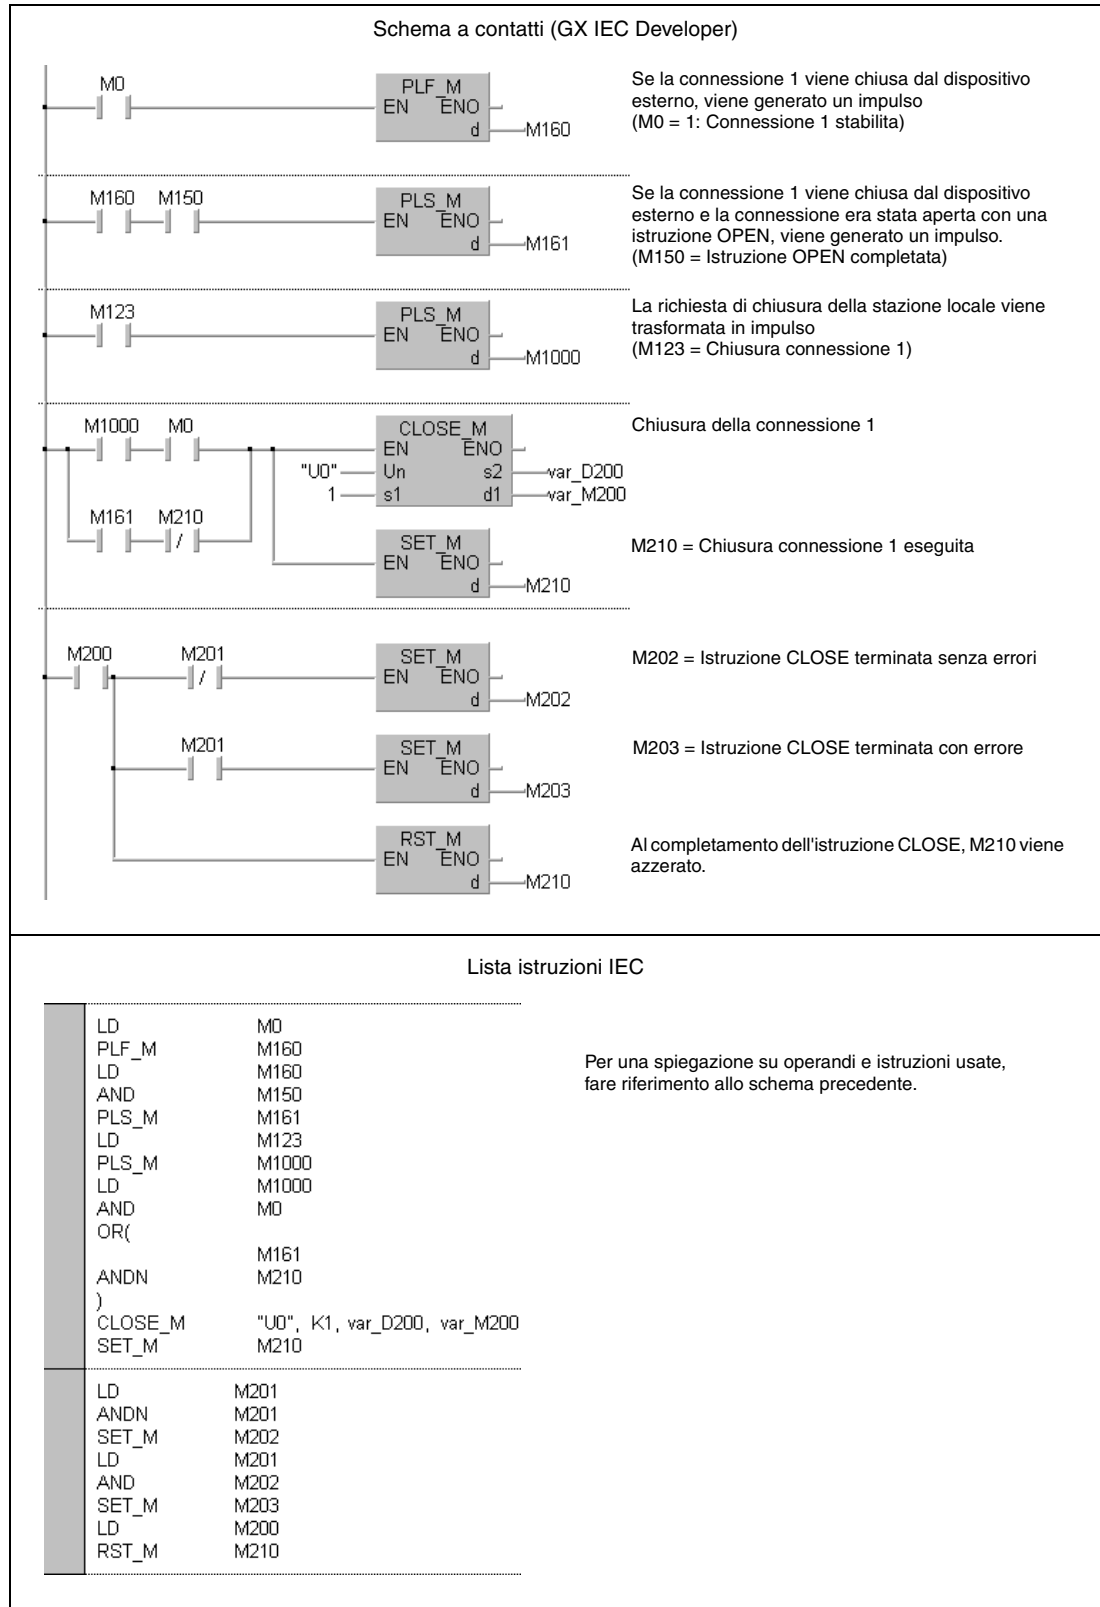 Schema a contatti (GX IEC Developer)
M0
PLF_M
EN ENO
d M160
Se la connessione 1 viene chiusa dal dispositivo
esterno, viene generato un impulso
(M0 = 1: Connessione 1 stabilita)
M160 M150
PLS_M
EN ENO
d M161
Se la connessione 1 viene chiusa dal dispositivo
esterno e la connessione era stata aperta con una
istruzione OPEN, viene generato un impulso.
(M150 = Istruzione OPEN completata)
M123
PLS_M
EN ENO
d M1000
La richiesta di chiusura della stazione locale viene
trasformata in impulso
(M123 = Chiusura connessione 1)
M1000 M0
CLOSE_M
EN ENO
"U0" Un s2 var_D200
1 s1 d1 var_M200
Chiusura della connessione 1
M161 M210
SET_M
EN ENO
d M210
M210 = Chiusura connessione 1 eseguita
M200 M201
SET_M
EN ENO
d M202
M202 = Istruzione CLOSE terminata senza errori
M201
SET_M
EN ENO
d M203
M203 = Istruzione CLOSE terminata con errore
RST_M
EN ENO
d M210
Al completamento dell'istruzione CLOSE, M210 viene
azzerato.
Lista istruzioni IEC
LD M0
PLF_M M160
LD M160
AND M150
PLS_M M161
LD M123
PLS_M M1000
LD M1000
AND M0
OR(
M161
ANDN M210
)
CLOSE_M "U0", K1, var_D200, var_M200
SET_M M210
Per una spiegazione su operandi e istruzioni usate,
fare riferimento allo schema precedente.
LD M201
ANDN M201
SET_M M202
LD M201
AND M202
SET_M M203
LD M200
RST_M M210